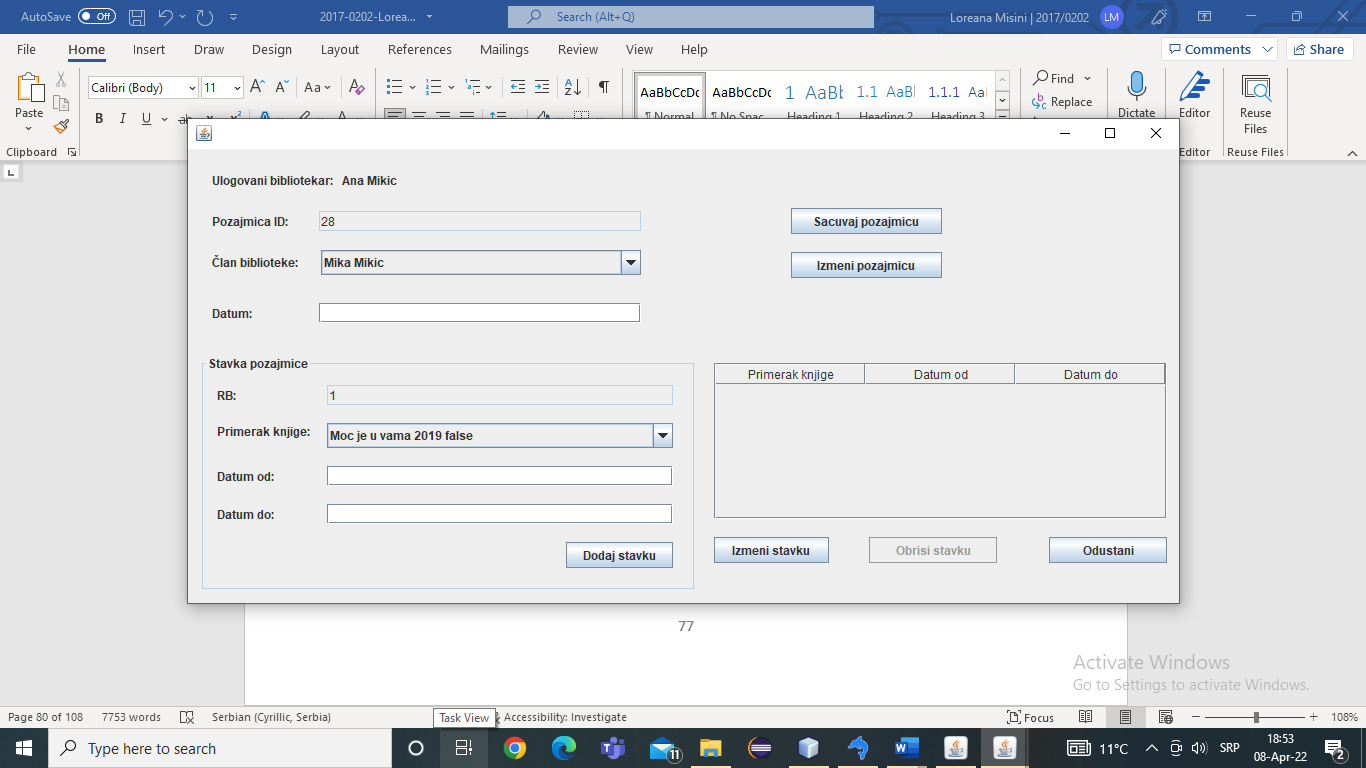 AutoSave Off 2017-0202-Lorea... Search (Alt+Q) Loreana Misini | 2017/0202 LM
File Home Insert Draw Design Layout References Mailings Review View Help Comments Share
Calibri (Body) 11 Aa AaBbCcDc AaBbCcDc 1 AaBb 1.1 AaBb 1.1.1 Aa Find
Replace
Paste B I U ab ¶ Normal ¶ No Spac... Heading 1 Heading 2 Heading 3 Dictate Editor Reuse Files
Clipboard Editor Reuse Files
Ulogovani bibliotekar: Ana Mikic
Pozajmica ID: 28 Sacuvaj pozajmicu
Član biblioteke: Mika Mikic Izmeni pozajmicu
Datum:
Stavka pozajmice
Primerak knjige Datum od Datum do
RB: 1
Primerak knjige: Moc je u vama 2019 false
Datum od:
Datum do:
Dodaj stavku
Izmeni stavku Obrisi stavku Odustani
77
Activate Windows
Go to Settings to activate Windows.
Page 80 of 108 7753 words Serbian (Cyrillic, Serbia) Task View Accessibility: Investigate Focus 108%
Type here to search 11 11°C SRP 18:53
08-Apr-22 2